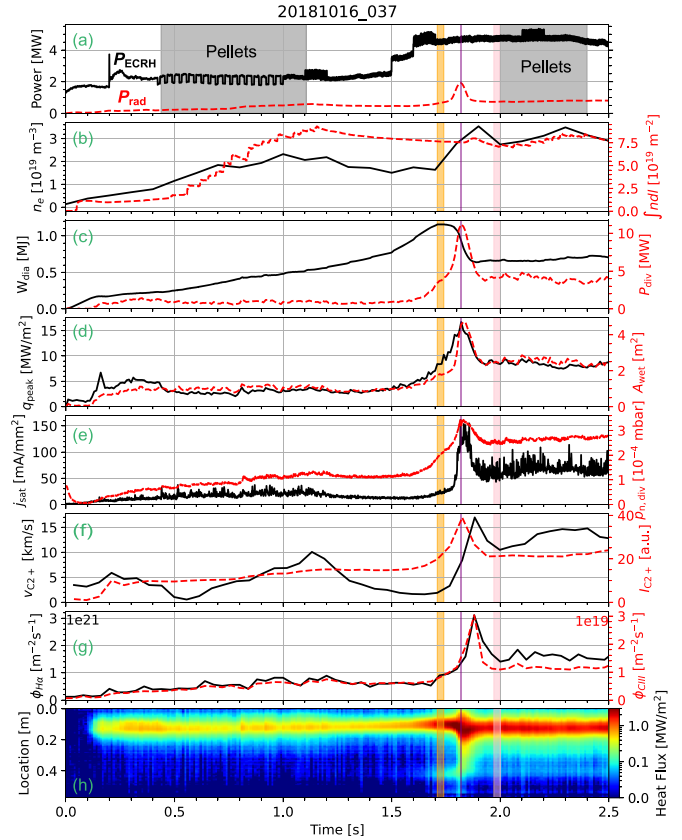 20181016_037
(a)
P_ECRH
Pellets
P_rad
Pellets
Power [MW]
4
2
0
(b)
n_e [10^19 m^−3]
3
2
1
0
∫ndl [10^19 m^−2]
7.5
5.0
2.5
0.0
(c)
W_dia [MJ]
1.0
0.5
0.0
P_div [MW]
10
5
0
(d)
q_peak [MW/m^2]
15
10
5
0
A_wet [m^2]
4
2
0
(e)
j_sat [mA/mm^2]
150
100
50
0
p_n,div [10^−4 mbar]
3
2
1
0
(f)
v_C2+ [km/s]
15
10
5
0
I_C2+ [a.u.]
40
20
0
(g)
1e21
1e19
ϕ_Hα [m^−2s^−1]
3
2
1
0
ϕ_CIII [m^−2s^−1]
3
2
1
0
(h)
Location [m]
0.0
0.2
0.4
Heat Flux [MW/m^2]
1.0
0.1
0.0
0.0 0.5 1.0 1.5 2.0 2.5
Time [s]